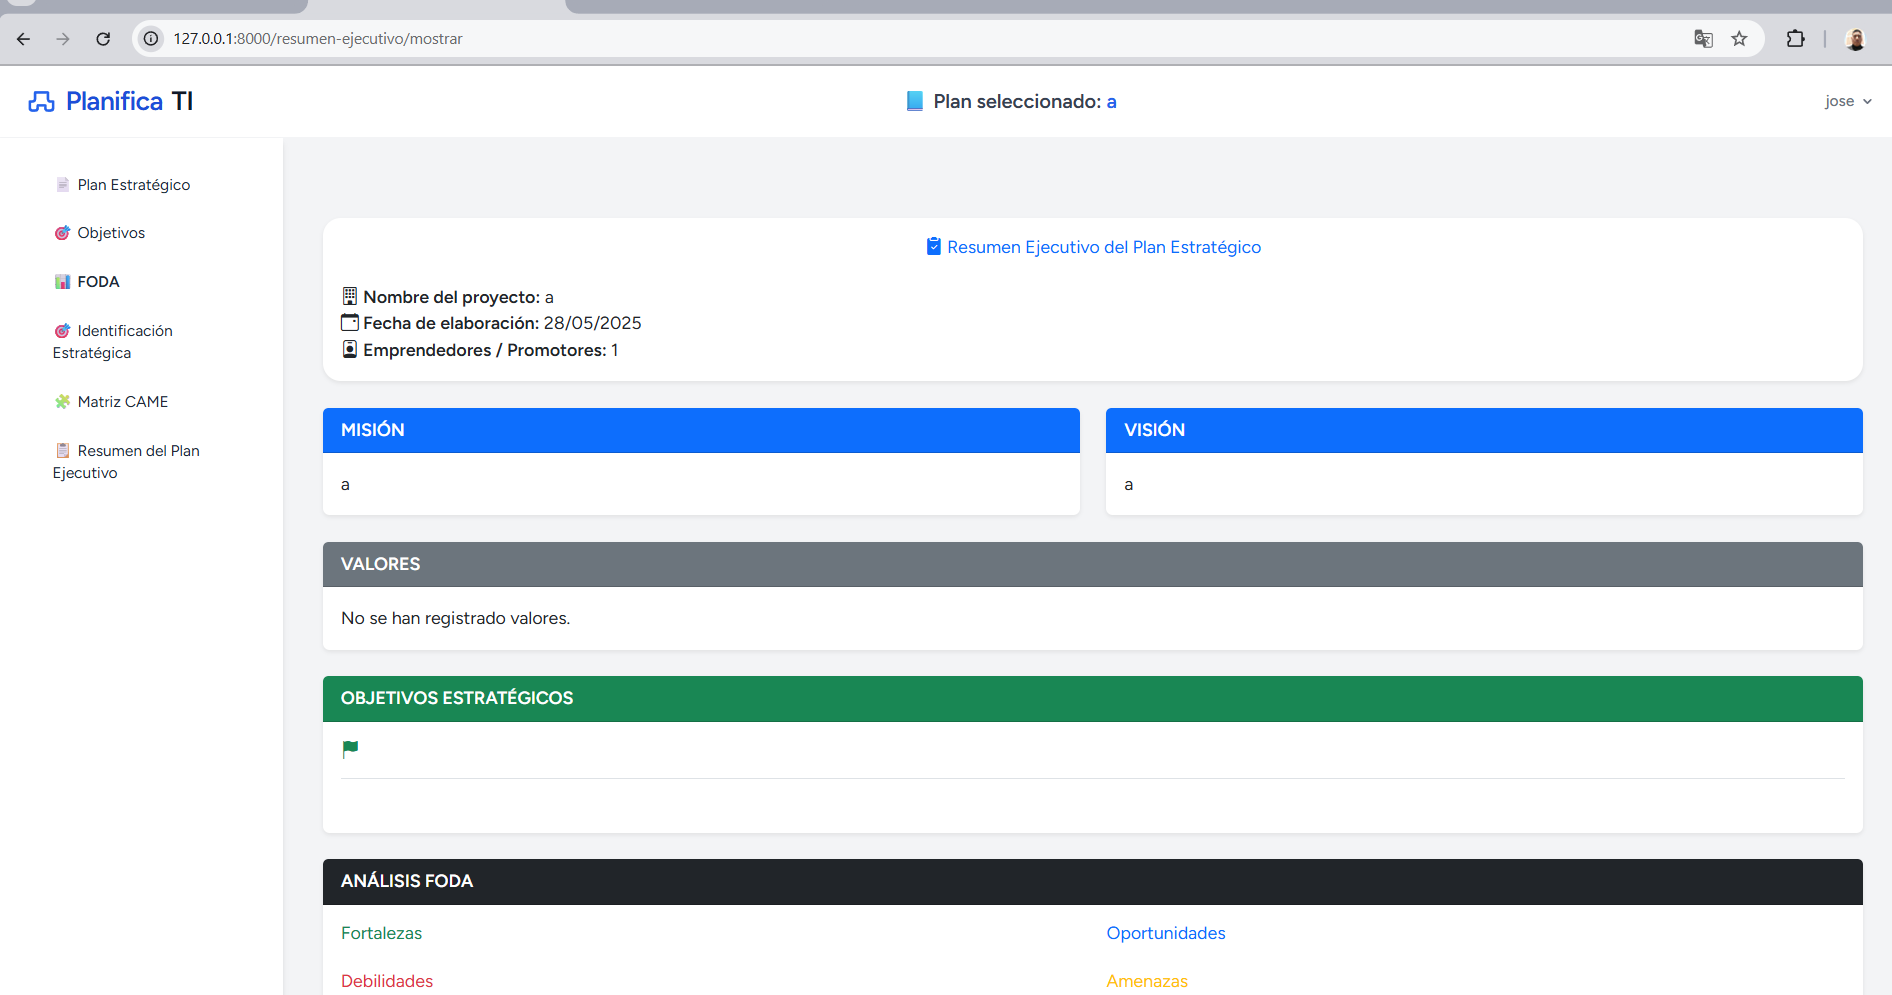 127.0.0.1:8000/resumen-ejecutivo/mostrar
Planifica TI
Plan seleccionado: a
jose
Plan Estratégico
Objetivos
FODA
Identificación
Estratégica
Matriz CAME
Resumen del Plan
Ejecutivo
Resumen Ejecutivo del Plan Estratégico
Nombre del proyecto: a
Fecha de elaboración: 28/05/2025
Emprendedores / Promotores: 1
MISIÓN
a
VISIÓN
a
VALORES
No se han registrado valores.
OBJETIVOS ESTRATÉGICOS
ANÁLISIS FODA
Fortalezas
Oportunidades
Debilidades
Amenazas